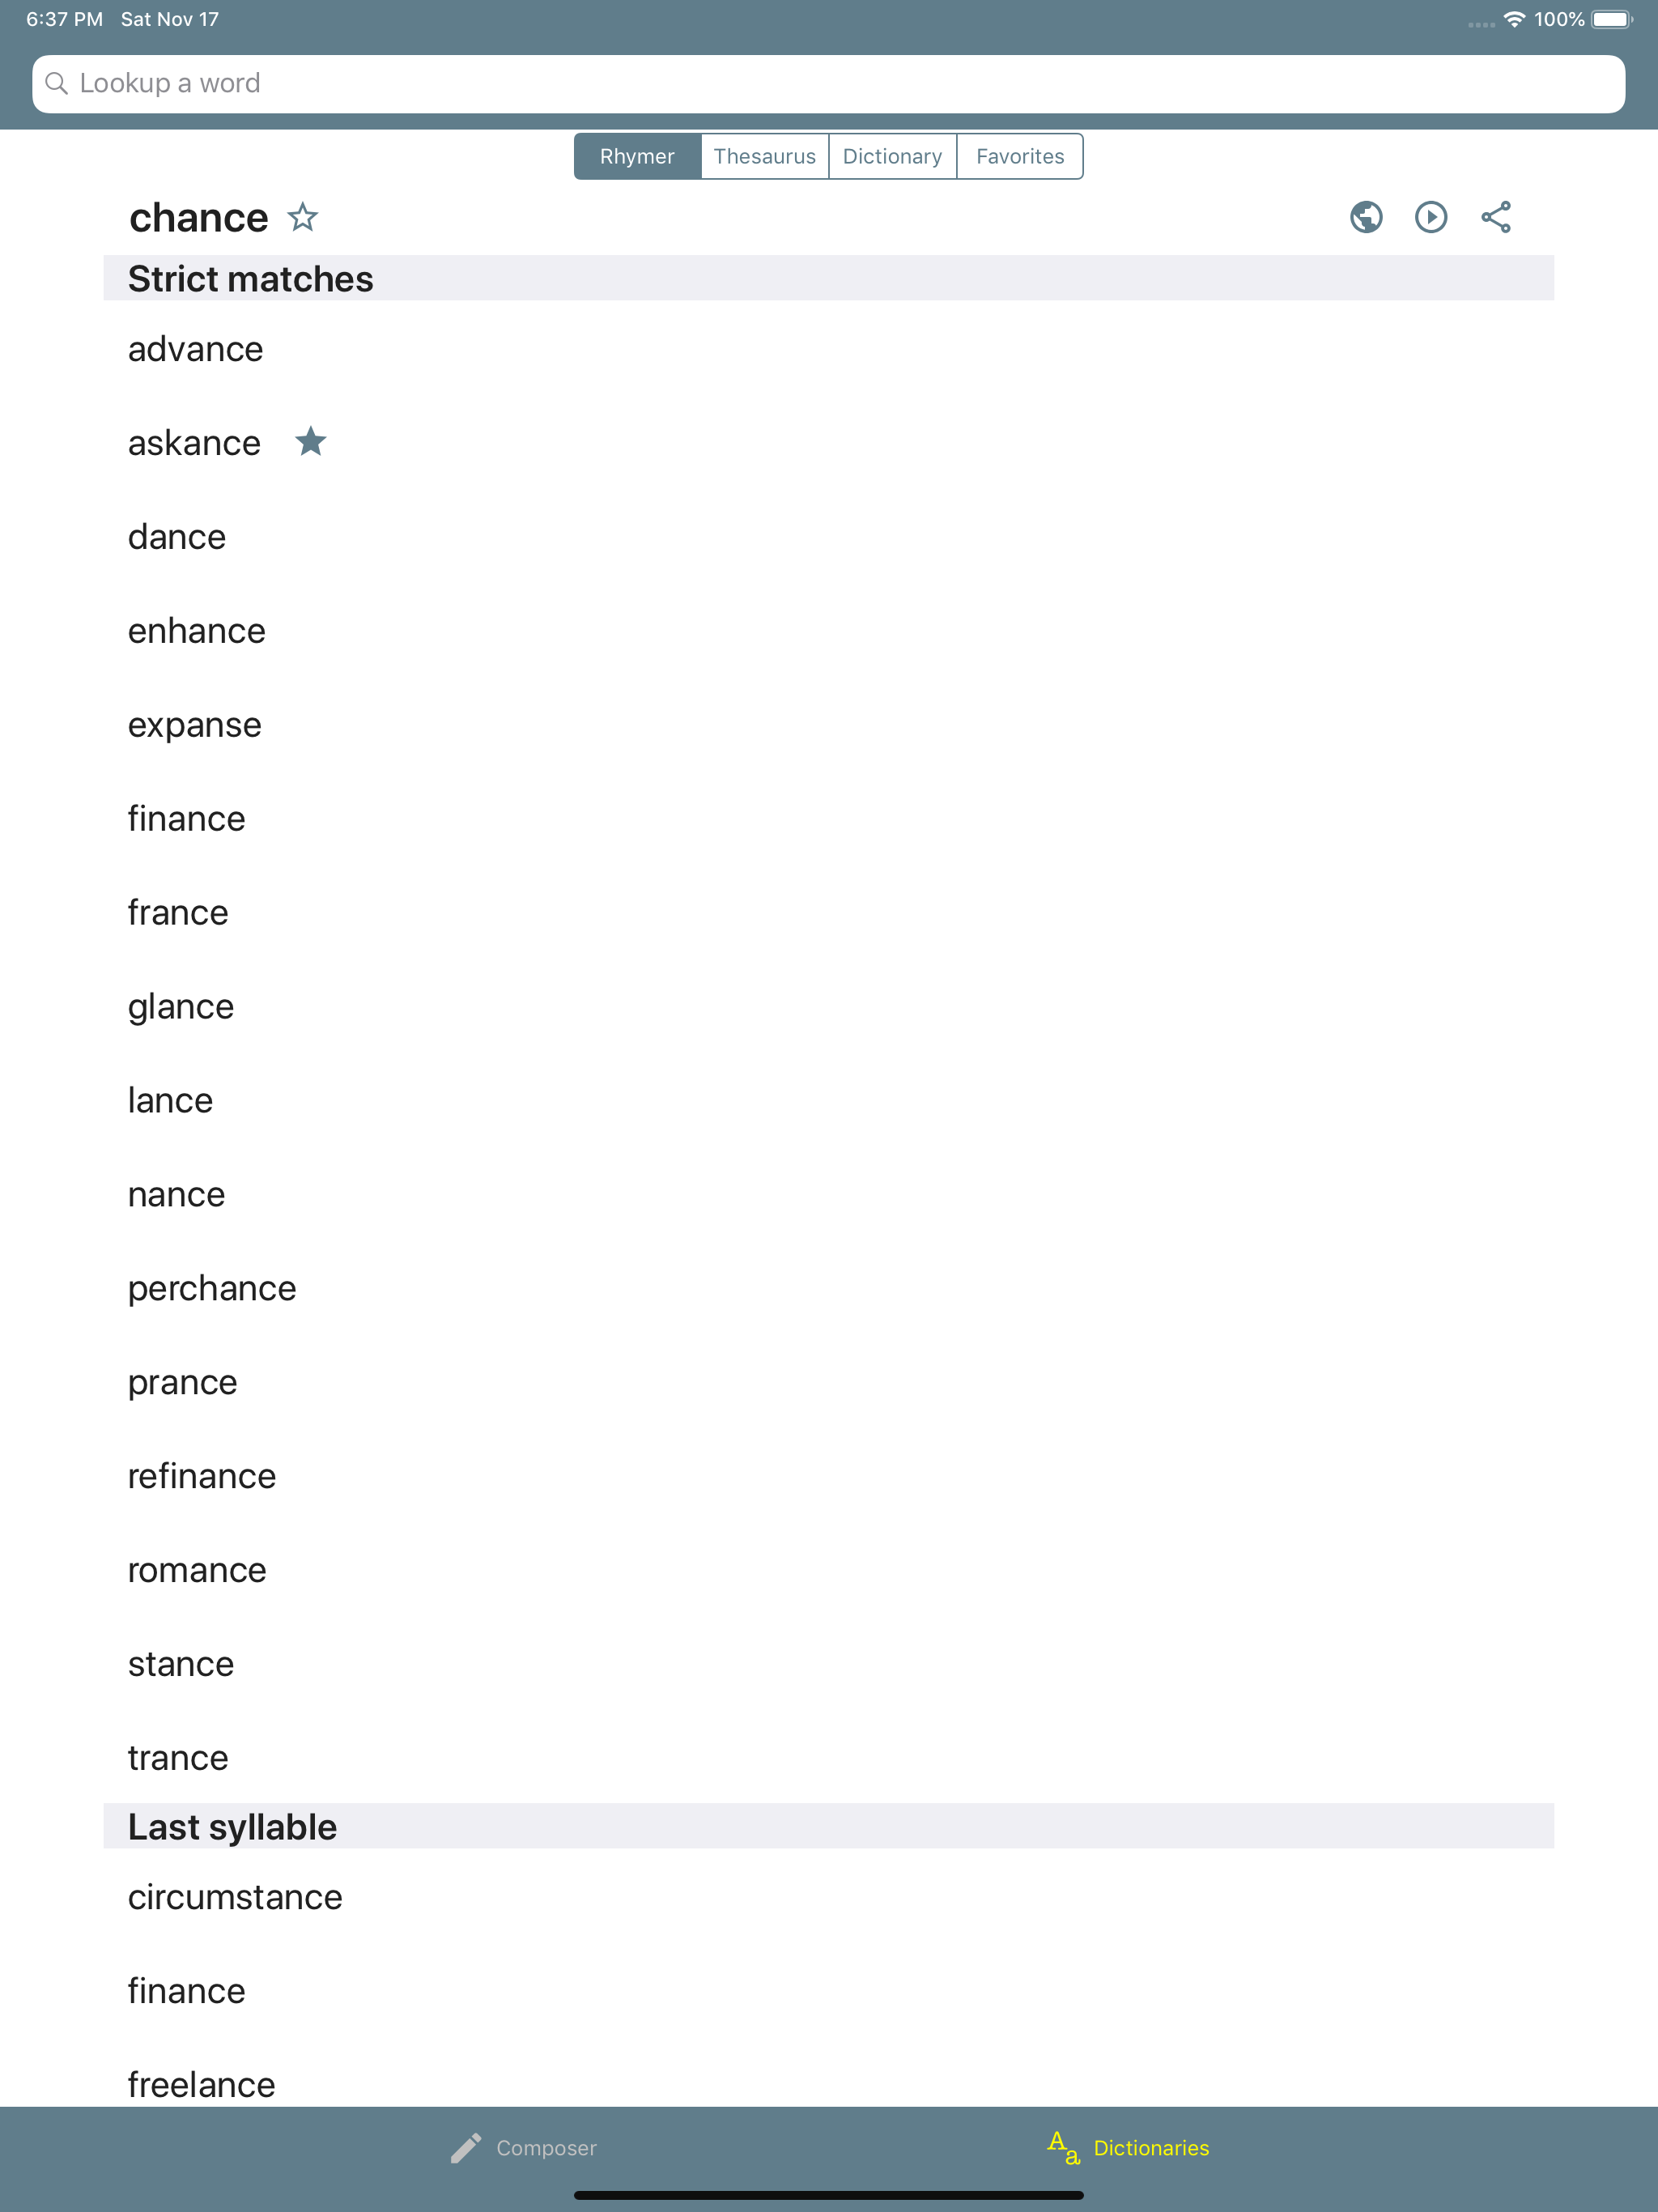 6:37 PM Sat Nov 17 100%
Lookup a word
Rhymer Thesaurus Dictionary Favorites
chance
Strict matches
advance
askance
dance
enhance
expanse
finance
france
glance
lance
nance
perchance
prance
refinance
romance
stance
trance
Last syllable
circumstance
finance
freelance
Composer Aa Dictionaries